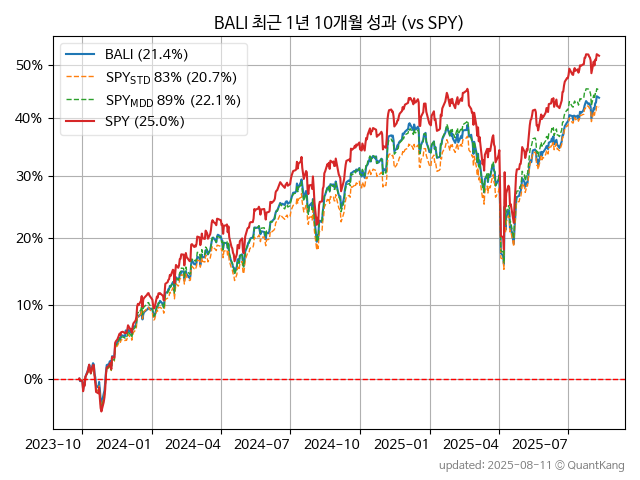 BALI 최근 1년 10개월 성과 (vs SPY)
BALI (21.4%)
SPY_STD 83% (20.7%)
SPY_MDD 89% (22.1%)
SPY (25.0%)
50%
40%
30%
20%
10%
0%
2023-10 2024-01 2024-04 2024-07 2024-10 2025-01 2025-04 2025-07
updated: 2025-08-11 © QuantKang